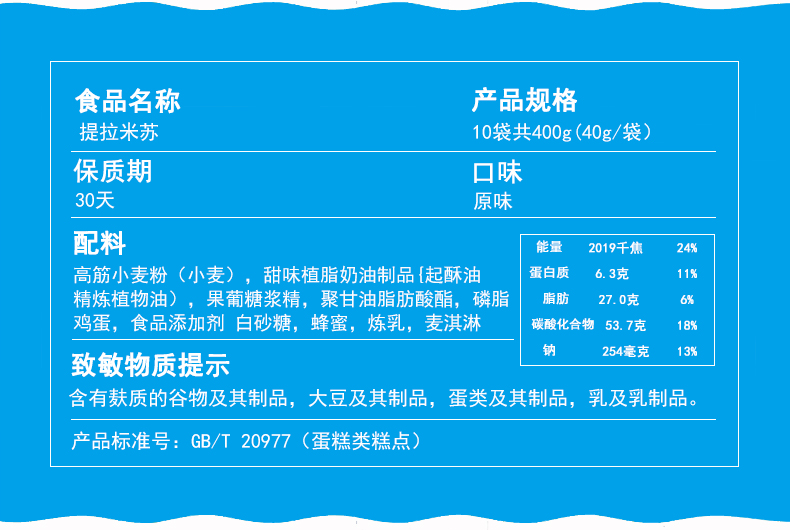 食品名称 产品规格
提拉米苏 10袋共400g(40g/袋）
保质期 口味
30天 原味
配料
高筋小麦粉（小麦），甜味植脂奶油制品{起酥油
精炼植物油），果葡糖浆精，聚甘油脂肪酸酯，磷脂
鸡蛋，食品添加剂 白砂糖，蜂蜜，炼乳，麦淇淋
能量 2019千焦 24%
蛋白质 6.3克 11%
脂肪 27.0克 6%
碳酸化合物 53.7克 18%
钠 254毫克 13%
致敏物质提示
含有麸质的谷物及其制品，大豆及其制品，蛋类及其制品，乳及乳制品。
产品标准号：GB/T 20977（蛋糕类糕点）